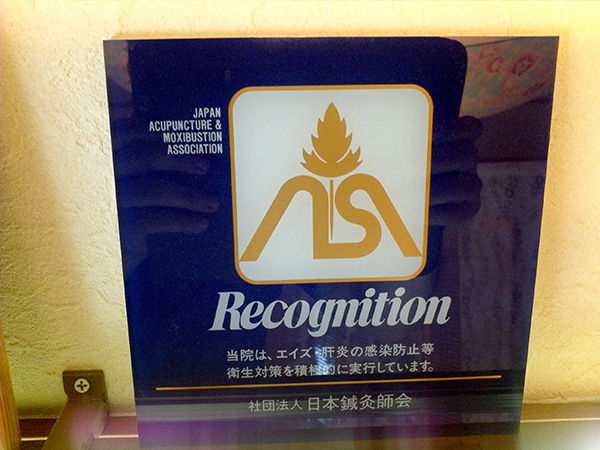 JAPAN
ACUPUNCTURE &
MOXIBUSTION
ASSOCIATION
Recognition
当院は、エイズ・肝炎の感染防止等
衛生対策を積極的に実行しています。
社団法人 日本鍼灸師会